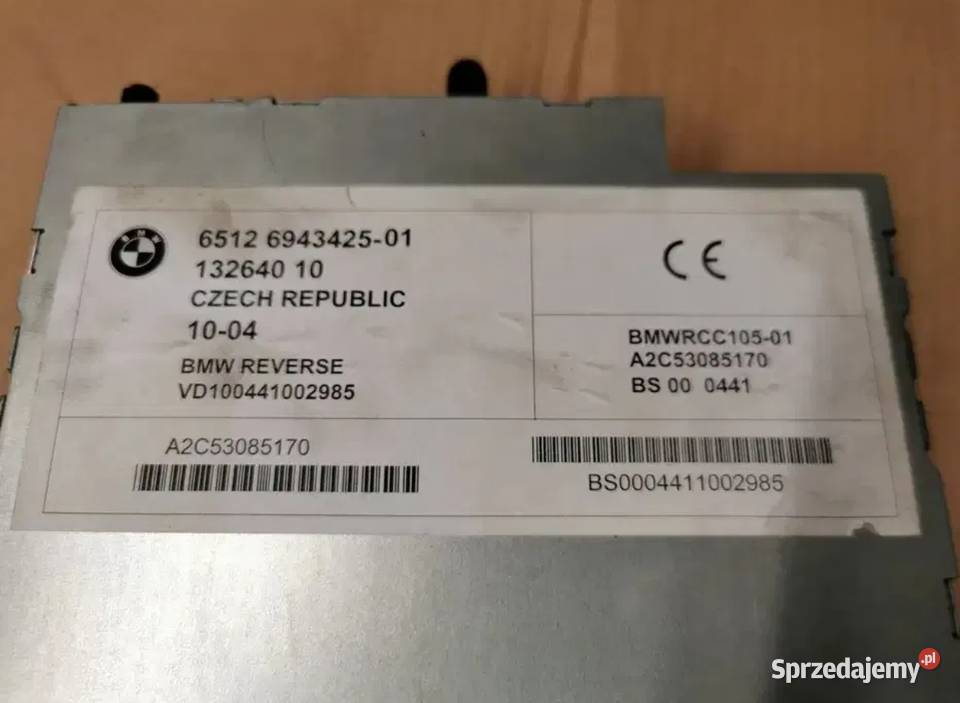 BMW
6512 6943425-01
132640 10
CZECH REPUBLIC
10-04
BMW REVERSE
VD100441002985
CE
BMWRCC105-01
A2C53085170
BS 00 0441
A2C53085170
BS0004411002985
Sprzedajemy.pl